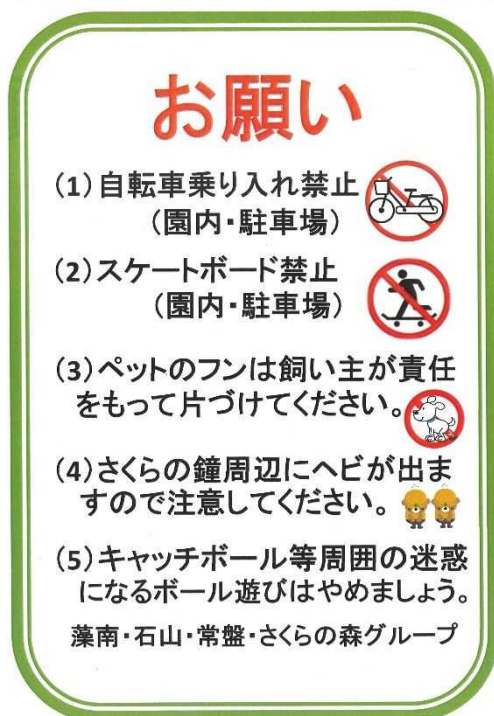 お願い
(1)自転車乗り入れ禁止
(園内・駐車場)
(2)スケートボード禁止
(園内・駐車場)
(3)ペットのフンは飼い主が責任
をもって片づけてください。
(4)さくらの鐘周辺にヘビが出ま
すので注意してください。
(5)キャッチボール等周囲の迷惑
になるボール遊びはやめましょう。
藻南・石山・常盤・さくらの森グループ